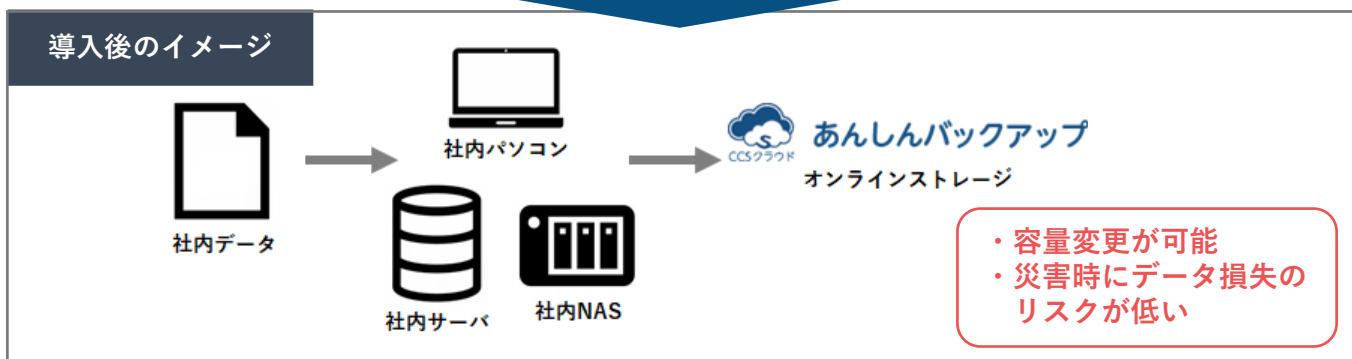 導入後のイメージ
社内パソコン
社内データ
社内サーバ
社内NAS
S
CCSクラウド
あんしんバックアップ
オンラインストレージ
・容量変更が可能
・災害時にデータ損失の
リスクが低い